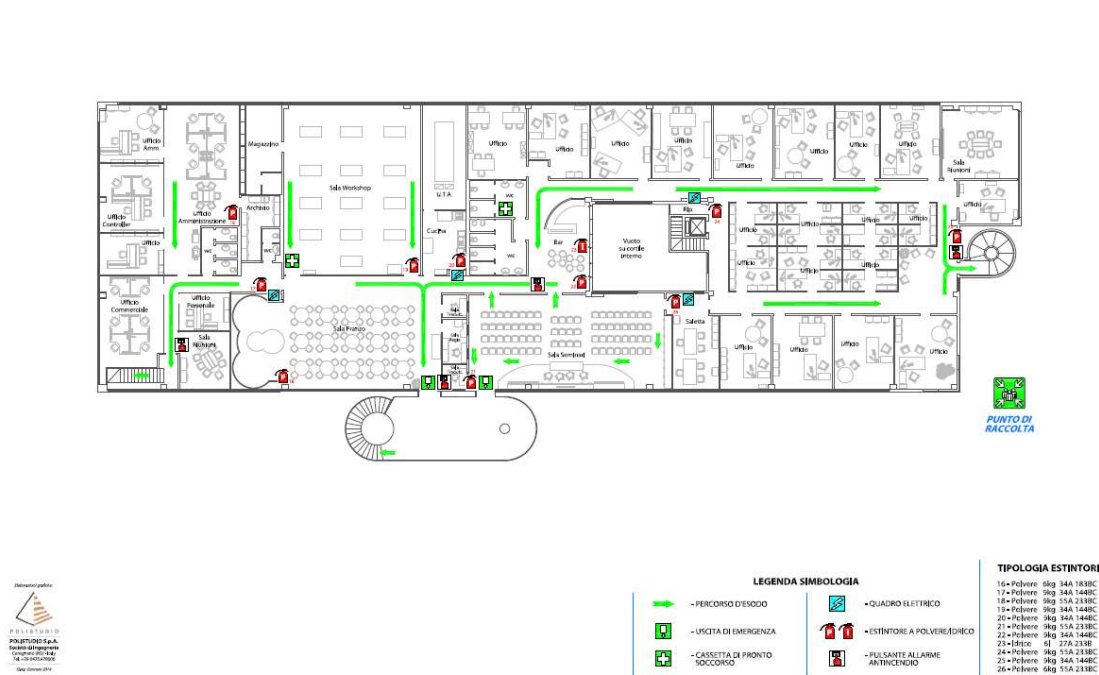 Ufficio
Amm.
Magazzino
Sala Workshop
U.T.A.
Ufficio
Ufficio
Ufficio
Ufficio
Ufficio
Ufficio
Ufficio
Ufficio
Sala
Riunioni
Ufficio
Controller
Ufficio
Amministrazione
Archivio
wc
wc
Cucina
wc
wc
Bar
Vuoto
su cortile
interno
Ufficio
Ufficio
Ufficio
Ufficio
Ufficio
Ufficio
Ufficio
Ufficio
Ufficio
Commerciale
Ufficio
Personale
Sala
Riunioni
Sala Pranzo
Sala Seminari
Saletta
Ufficio
Ufficio
Ufficio
Ufficio
PUNTO DI
RACCOLTA
POLISTUDIO
POLISTUDIO S.p.A.
Società di Ingegneria
LEGENDA SIMBOLOGIA
- PERCORSO D'ESODO
- USCITA DI EMERGENZA
- CASSETTA DI PRONTO
SOCCORSO
- QUADRO ELETTRICO
- ESTINTORE A POLVERE/IDRICO
- PULSANTE ALLARME
ANTINCENDIO
TIPOLOGIA ESTINTORI
16 - Polvere 6kg 34A 183BC
17 - Polvere 9kg 34A 144BC
18 - Polvere 9kg 55A 233BC
19 - Polvere 9kg 34A 144BC
20 - Polvere 9kg 34A 144BC
21 - Polvere 9kg 55A 233BC
22 - Polvere 9kg 34A 144BC
23 - Idrico 6l 27A 233B
24 - Polvere 9kg 55A 233BC
25 - Polvere 9kg 34A 144BC
26 - Polvere 6kg 55A 233BC